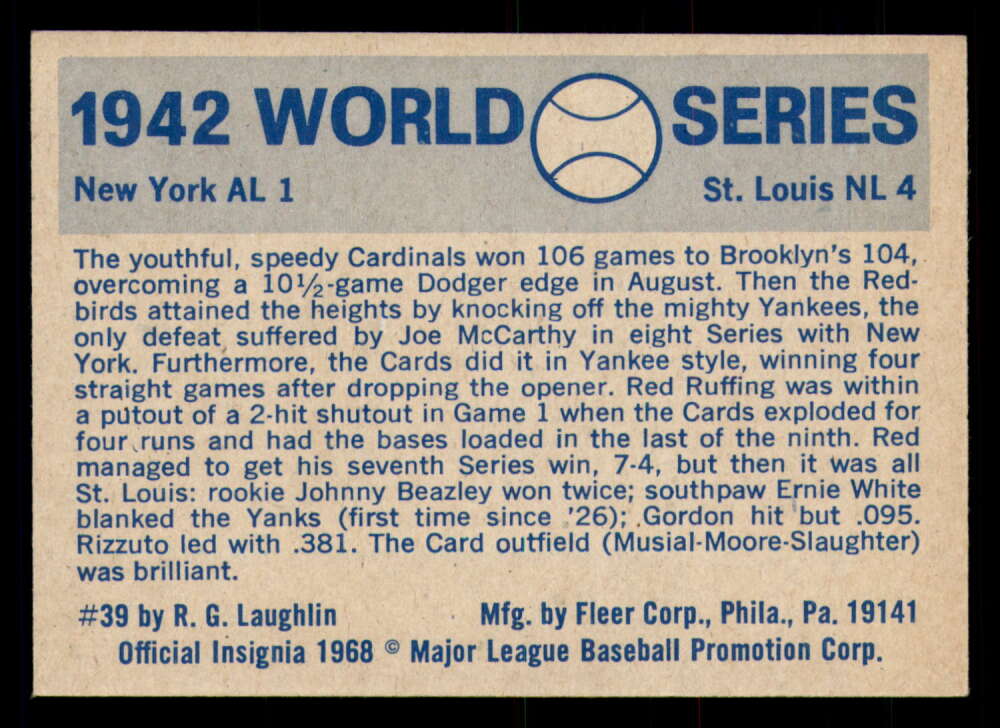 1942 WORLD SERIES
New York AL 1 St. Louis NL 4
The youthful, speedy Cardinals won 106 games to Brooklyn's 104,
overcoming a 10½-game Dodger edge in August. Then the Red-
birds attained the heights by knocking off the mighty Yankees, the
only defeat suffered by Joe McCarthy in eight Series with New
York. Furthermore, the Cards did it in Yankee style, winning four
straight games after dropping the opener. Red Ruffing was within
a putout of a 2-hit shutout in Game 1 when the Cards exploded for
four runs and had the bases loaded in the last of the ninth. Red
managed to get his seventh Series win, 7-4, but then it was all
St. Louis: rookie Johnny Beazley won twice; southpaw Ernie White
blanked the Yanks (first time since '26); Gordon hit but .095.
Rizzuto led with .381. The Card outfield (Musial-Moore-Slaughter)
was brilliant.
#39 by R. G. Laughlin Mfg. by Fleer Corp., Phila., Pa. 19141
Official Insignia 1968 © Major League Baseball Promotion Corp.